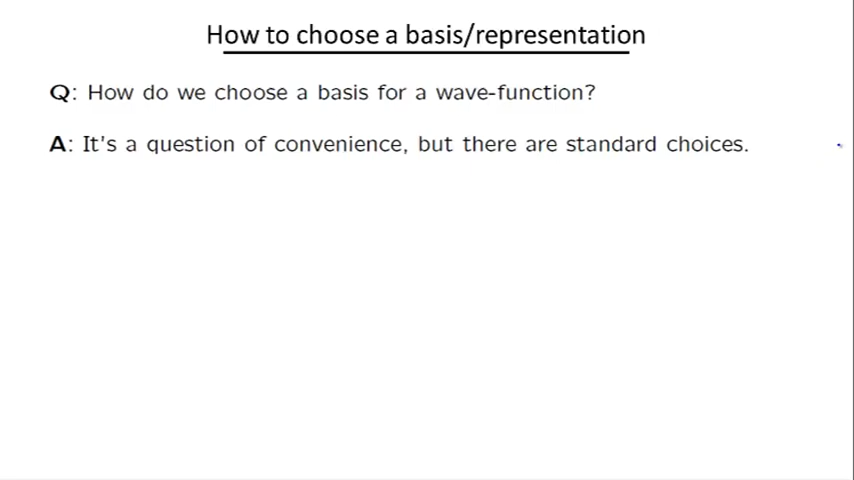 How to choose a basis/representation
Q: How do we choose a basis for a wave-function?
A: It's a question of convenience, but there are standard choices.